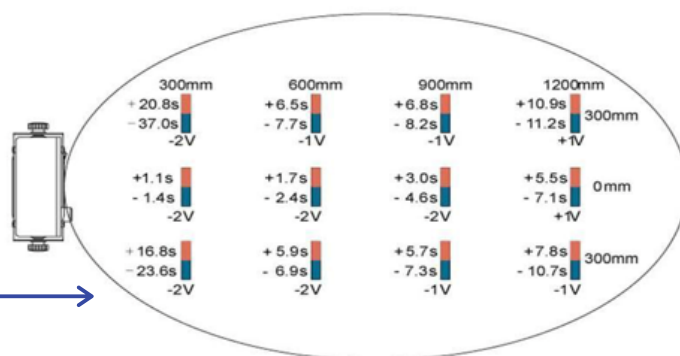 300mm 600mm 900mm 1200mm
+20.8s +6.5s +6.8s +10.9s 300mm
-37.0s - 7.7s - 8.2s - 11.2s
-2V -1V -1V +1V
+1.1s +1.7s +3.0s +5.5s 0mm
- 1.4s - 2.4s - 4.6s - 7.1s
-2V -2V -2V +1V
+16.8s +5.9s +5.7s +7.8s 300mm
-23.6s - 6.9s - 7.3s - 10.7s
-2V -2V -1V -1V